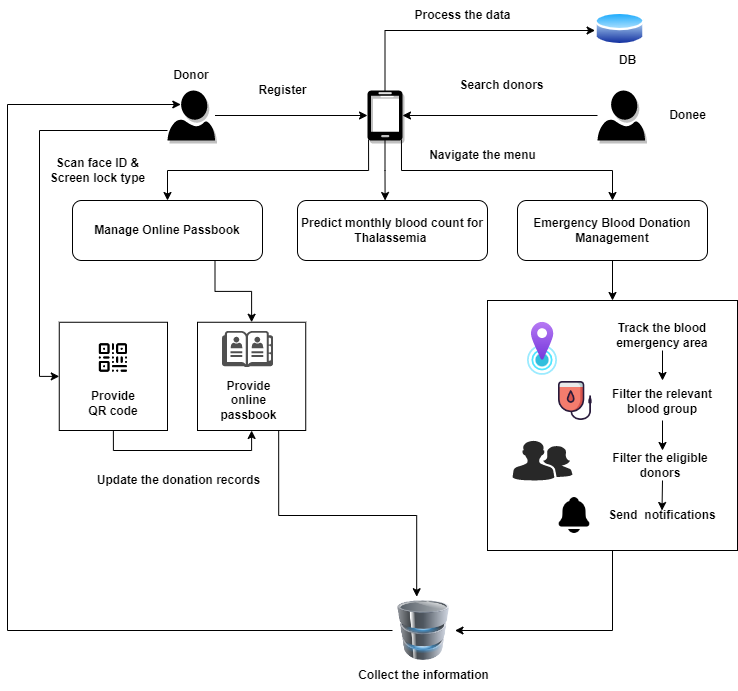 Process the data
DB
Donor
Register
Search donors
Donee
Scan face ID &
Screen lock type
Navigate the menu
Manage Online Passbook
Predict monthly blood count for
Thalassemia
Emergency Blood Donation
Management
Track the blood
emergency area
Filter the relevant
blood group
Filter the eligible
donors
Send notifications
Provide
QR code
Provide
online
passbook
Update the donation records
Collect the information